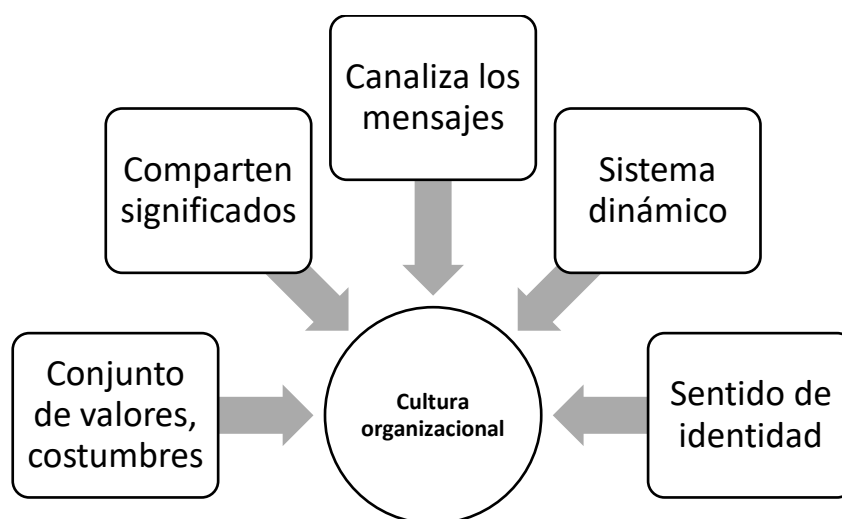 Canaliza los
mensajes
Comparten
significados
Sistema
dinámico
Conjunto
de valores,
costumbres
Cultura
organizacional
Sentido de
identidad